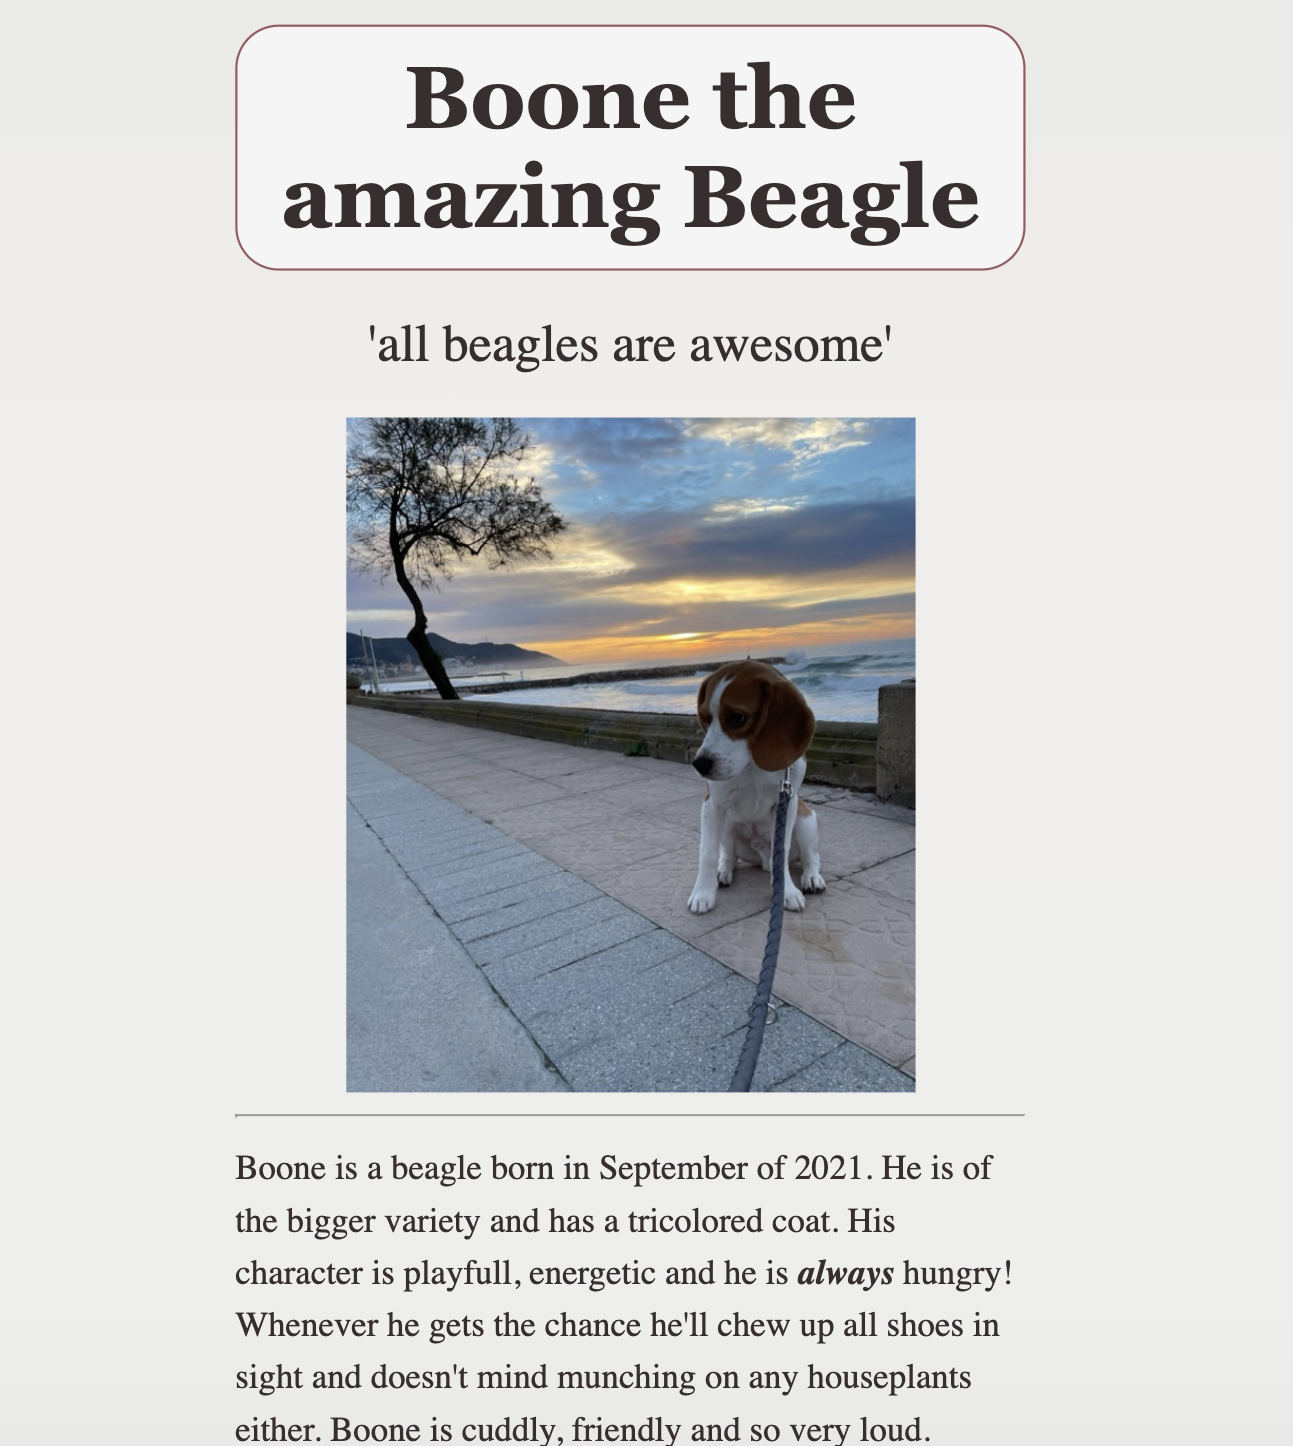 Boone the
amazing Beagle
'all beagles are awesome'
Boone is a beagle born in September of 2021. He is of
the bigger variety and has a tricolored coat. His
character is playfull, energetic and he is always hungry!
Whenever he gets the chance he'll chew up all shoes in
sight and doesn't mind munching on any houseplants
either. Boone is cuddly, friendly and so very loud.